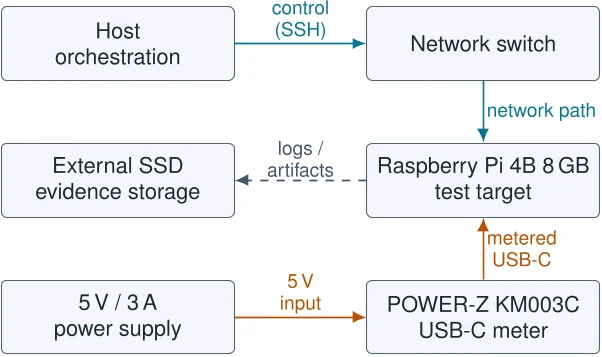 Host
orchestration
control
(SSH)
Network switch
network path
External SSD
evidence storage
logs /
artifacts
Raspberry Pi 4B 8 GB
test target
metered
USB-C
5 V / 3 A
power supply
5 V
input
POWER-Z KM003C
USB-C meter